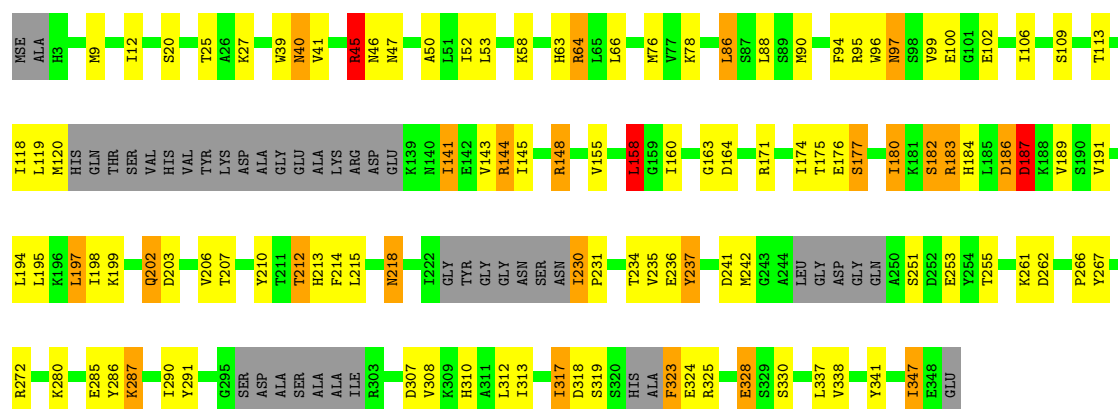 MSE ALA H3 M9 I12 S20 T25 A26 K27 W39 N40 V41 R45 N46 N47 A50 L51 I52 L53 K58 H63 R64 L65 L66 M76 V77 K78 L86 S87 L88 S89 M90 F94 R95 W96 N97 S98 V99 E100 G101 E102 I106 S109 T113
I118 L119 M120 HIS GLN THR SER VAL HIS VAL TYR LYS ASP ALA GLY GLU ALA LYS ARG ASP GLU K139 N140 I141 E142 V143 R144 I145 R148 V155 L158 G159 I160 G163 D164 R171 I174 T175 E176 S177 I180 K181 S182 R183 H184 L185 D186 D187 K188 V189 S190 V191
L194 L195 K196 L197 I198 K199 Q202 D203 V206 T207 Y210 T211 T212 H213 F214 L215 N218 I222 GLY TYR GLY GLY ASN SER ASN I230 P231 T234 V235 E236 Y237 D241 M242 G243 A244 LEU GLY ASP GLY GLN A250 S251 D252 E253 Y254 T255 K261 D262 P266 Y267
R272 K280 E285 Y286 K287 I290 Y291 G295 SER ASP ALA SER ALA ALA ILE R303 D307 V308 K309 H310 A311 L312 I313 I317 D318 S319 S320 HIS ALA F323 E324 R325 E328 S329 S330 L337 V338 Y341 I347 E348 GLU